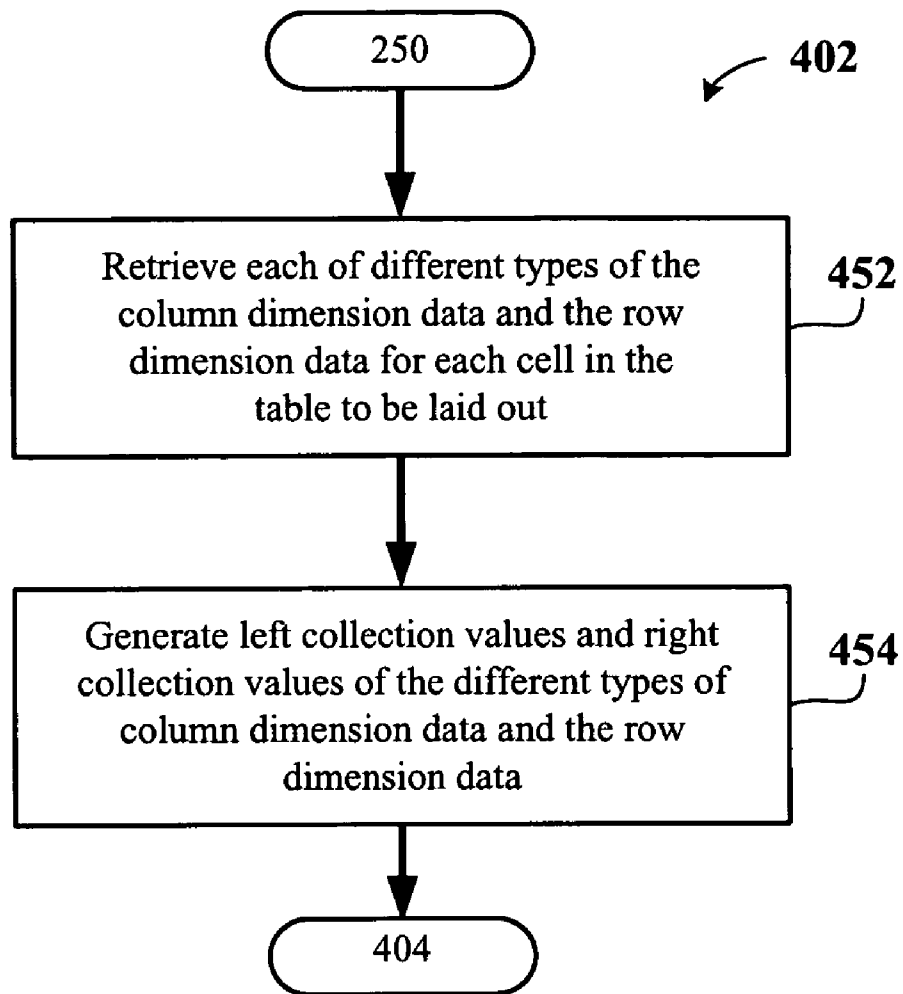 250
402
Retrieve each of different types of the
column dimension data and the row
dimension data for each cell in the
table to be laid out
452
Generate left collection values and right
collection values of the different types of
column dimension data and the row
dimension data
454
404